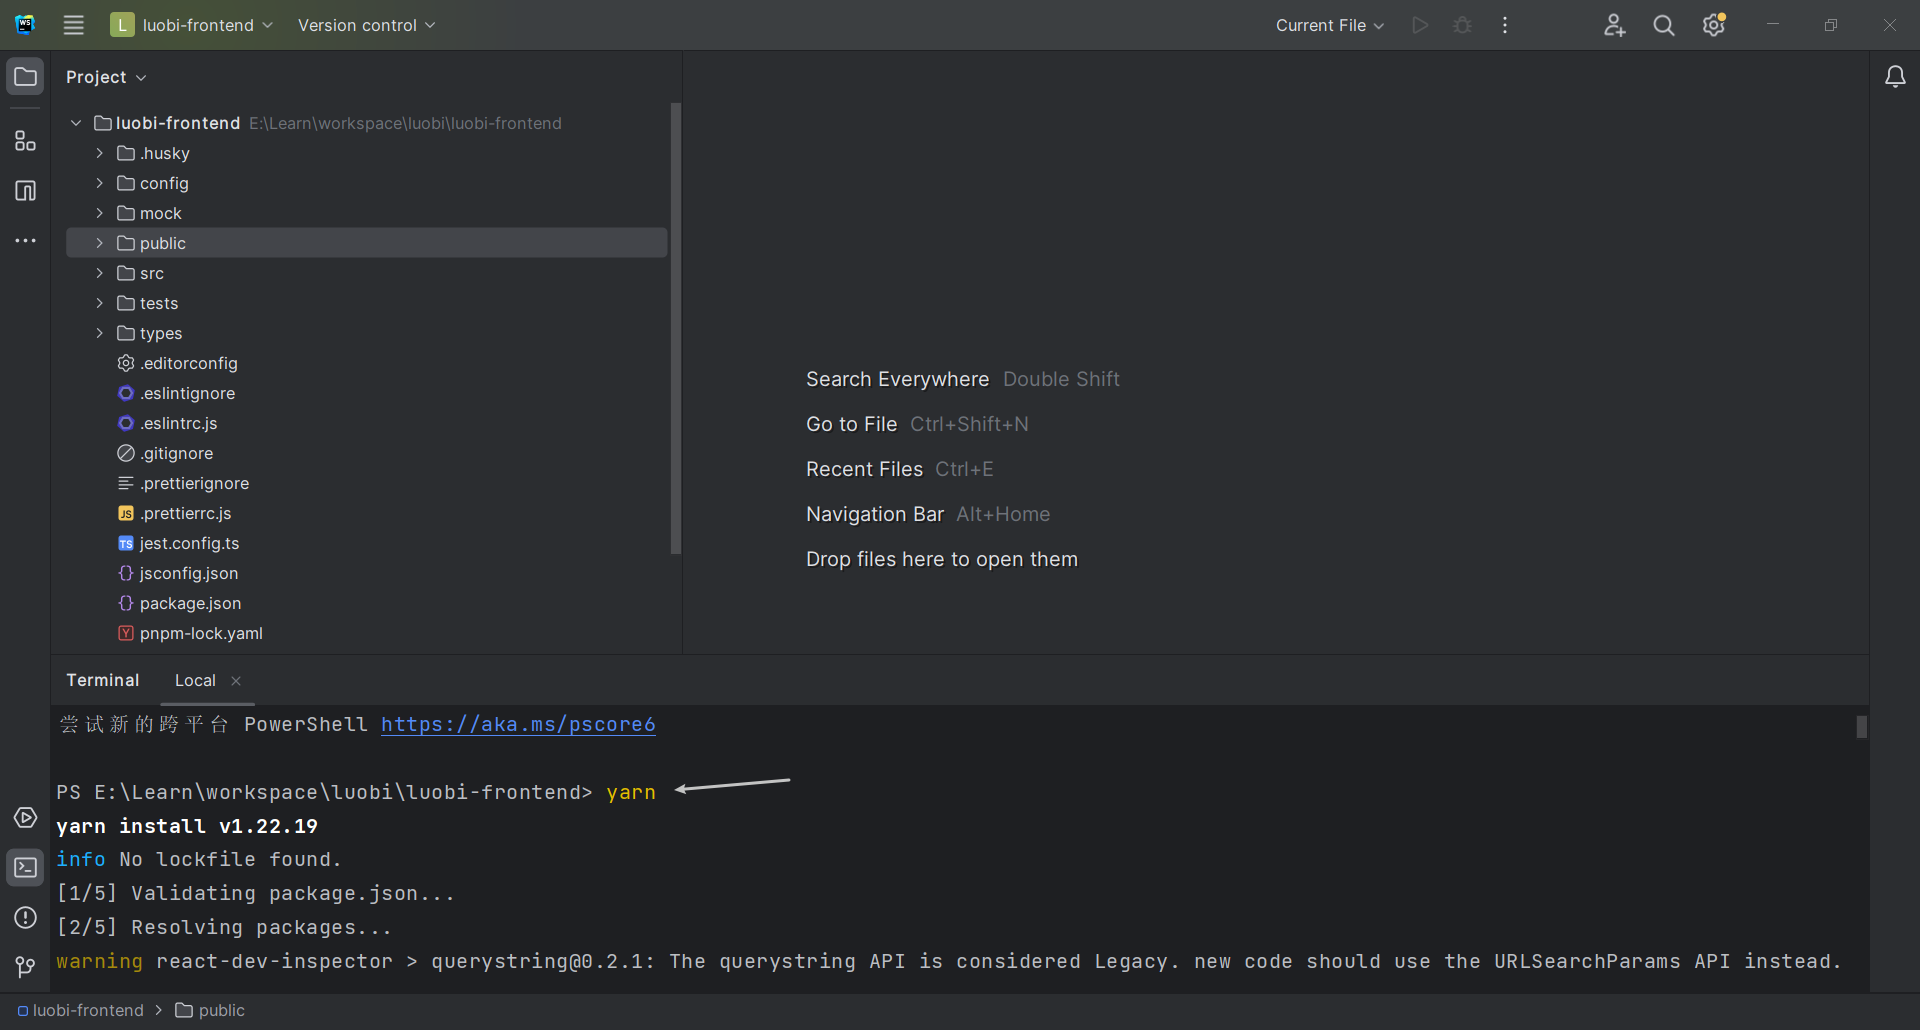 WS
L luobi-frontend Version control Current File
Project
luobi-frontend E:\Learn\workspace\luobi\luobi-frontend
.husky
config
mock
public
src
tests
types
.editorconfig
.eslintignore
.eslintrc.js
.gitignore
.prettierignore
JS .prettierrc.js
TS jest.config.ts
{} jsconfig.json
{} package.json
Y pnpm-lock.yaml
Search Everywhere Double Shift
Go to File Ctrl+Shift+N
Recent Files Ctrl+E
Navigation Bar Alt+Home
Drop files here to open them
Terminal Local
尝试新的跨平台 PowerShell https://aka.ms/pscore6
PS E:\Learn\workspace\luobi\luobi-frontend> yarn
yarn install v1.22.19
info No lockfile found.
[1/5] Validating package.json...
[2/5] Resolving packages...
warning react-dev-inspector > querystring@0.2.1: The querystring API is considered Legacy. new code should use the URLSearchParams API instead.
luobi-frontend > public